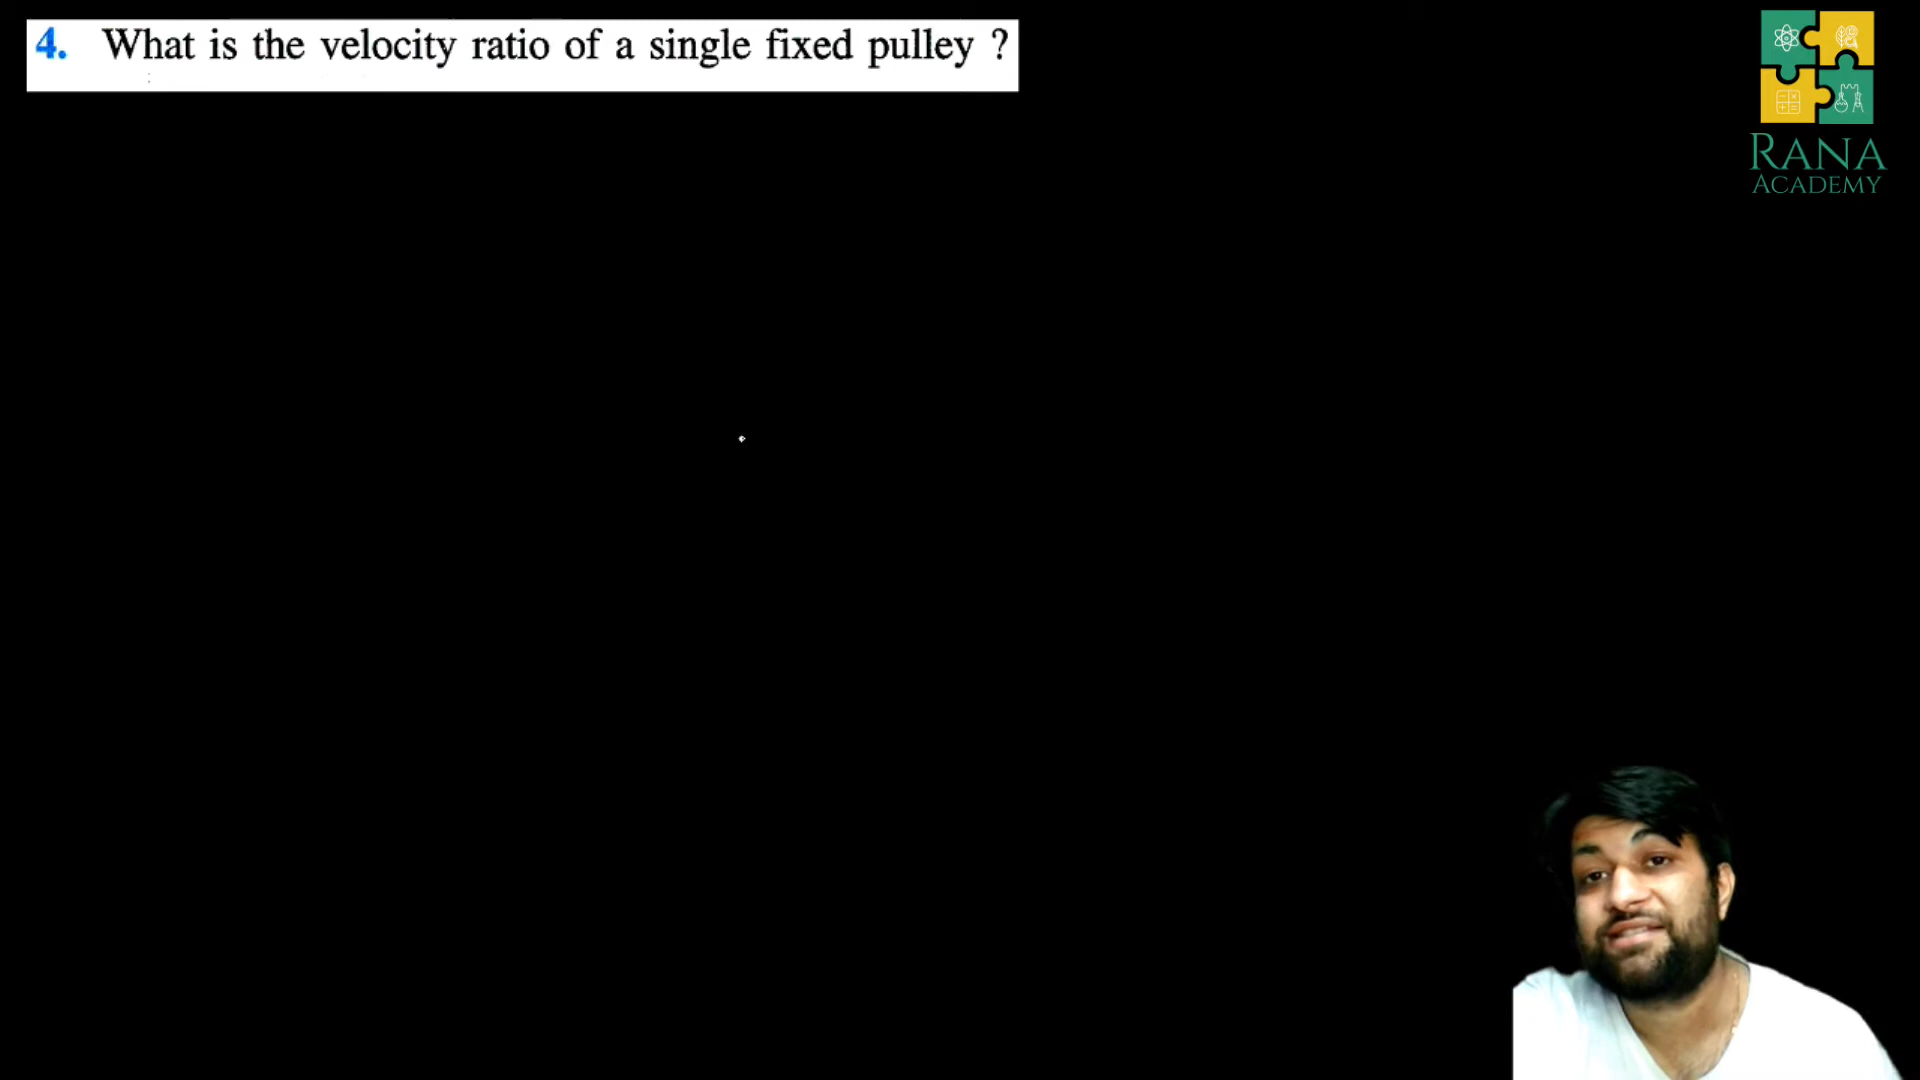 4. What is the velocity ratio of a single fixed pulley ?
RANA
ACADEMY